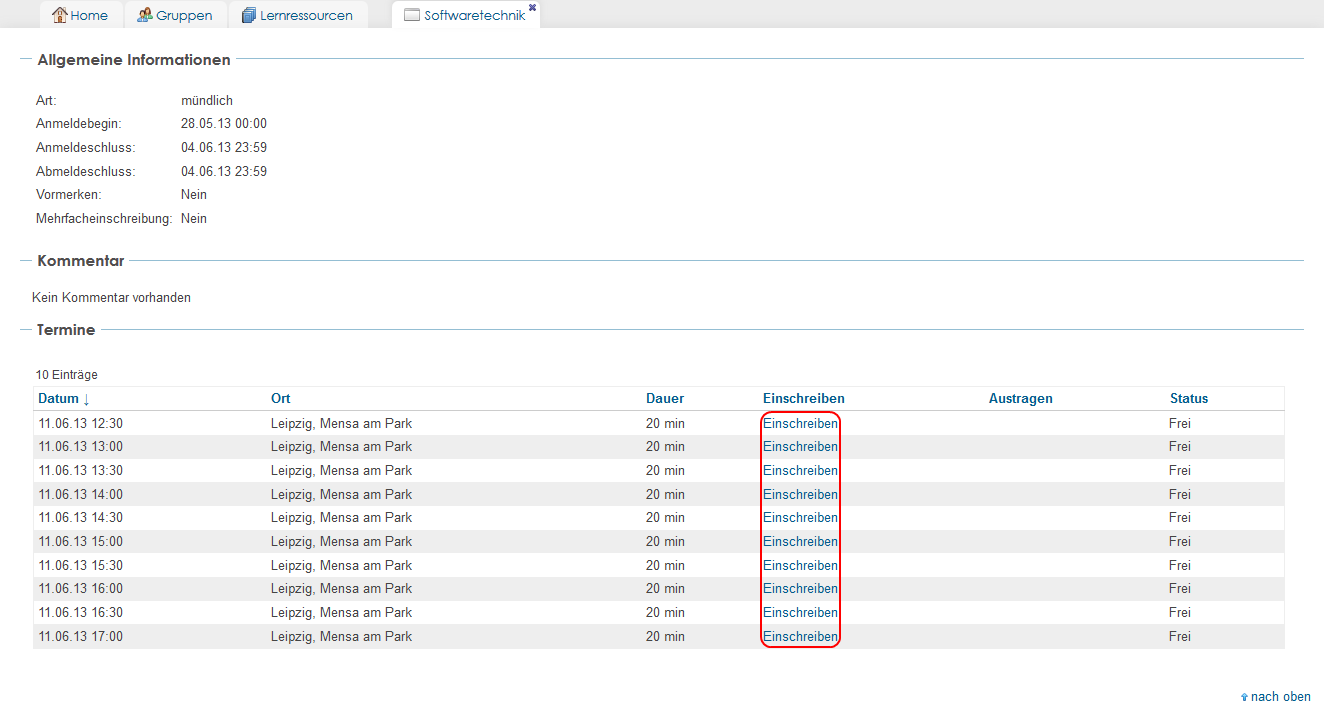 Home Gruppen Lernressourcen Softwaretechnik
Allgemeine Informationen
Art: mündlich
Anmeldebegin: 28.05.13 00:00
Anmeldeschluss: 04.06.13 23:59
Abmeldeschluss: 04.06.13 23:59
Vormerken: Nein
Mehrfacheinschreibung: Nein
Kommentar
Kein Kommentar vorhanden
Termine
10 Einträge
Datum ↓ Ort Dauer Einschreiben Austragen Status
11.06.13 12:30 Leipzig, Mensa am Park 20 min Einschreiben Frei
11.06.13 13:00 Leipzig, Mensa am Park 20 min Einschreiben Frei
11.06.13 13:30 Leipzig, Mensa am Park 20 min Einschreiben Frei
11.06.13 14:00 Leipzig, Mensa am Park 20 min Einschreiben Frei
11.06.13 14:30 Leipzig, Mensa am Park 20 min Einschreiben Frei
11.06.13 15:00 Leipzig, Mensa am Park 20 min Einschreiben Frei
11.06.13 15:30 Leipzig, Mensa am Park 20 min Einschreiben Frei
11.06.13 16:00 Leipzig, Mensa am Park 20 min Einschreiben Frei
11.06.13 16:30 Leipzig, Mensa am Park 20 min Einschreiben Frei
11.06.13 17:00 Leipzig, Mensa am Park 20 min Einschreiben Frei
nach oben